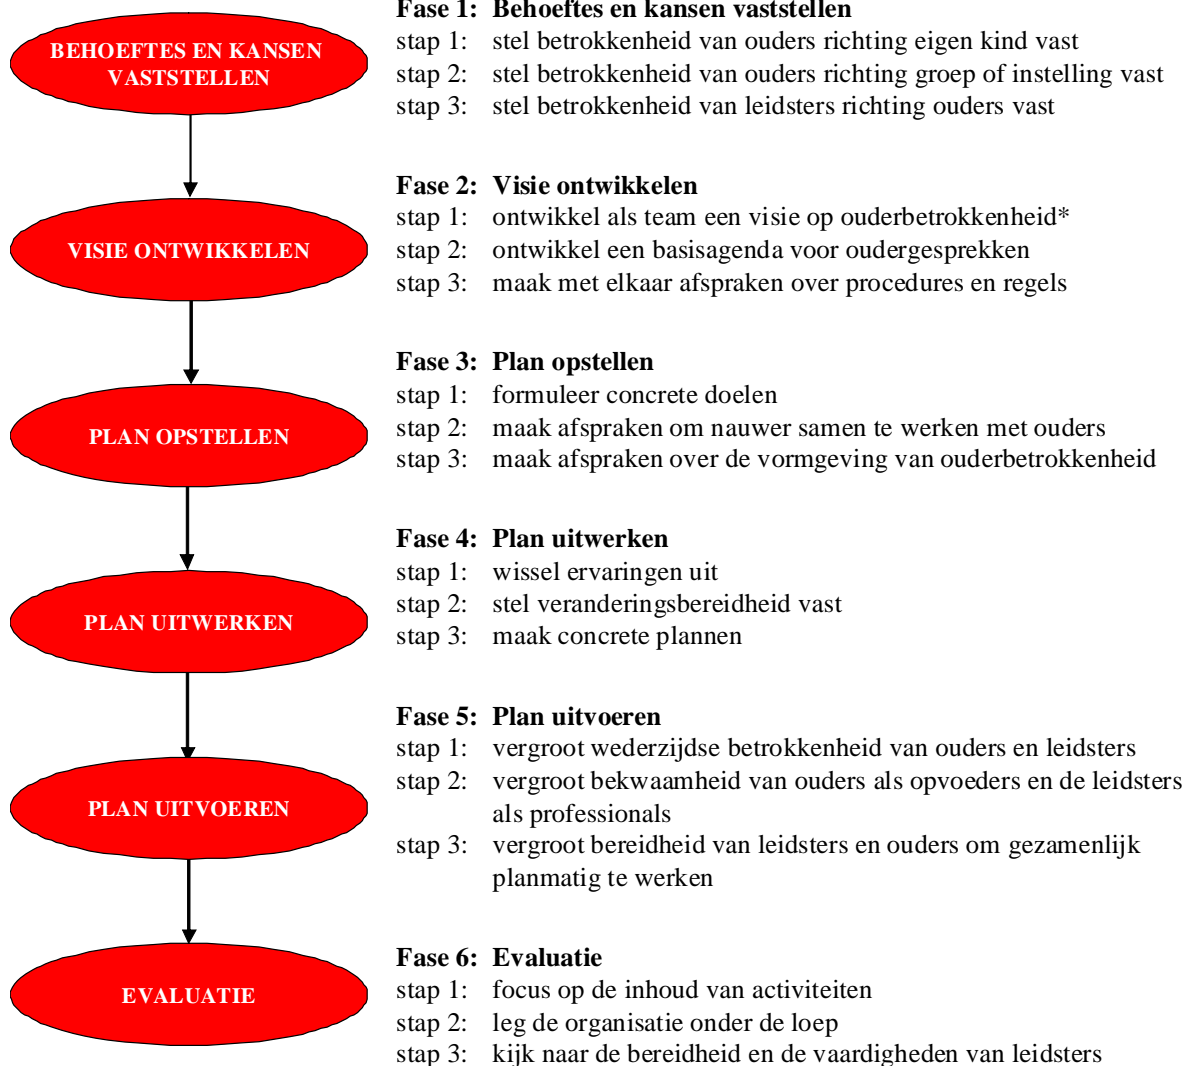 BEHOEFTES EN KANSEN
VASTSTELLEN
Fase 1: Behoeftes en kansen vaststellen
stap 1: stel betrokkenheid van ouders richting eigen kind vast
stap 2: stel betrokkenheid van ouders richting groep of instelling vast
stap 3: stel betrokkenheid van leidsters richting ouders vast
VISIE ONTWIKKELEN
Fase 2: Visie ontwikkelen
stap 1: ontwikkel als team een visie op ouderbetrokkenheid*
stap 2: ontwikkel een basisagenda voor oudergesprekken
stap 3: maak met elkaar afspraken over procedures en regels
PLAN OPSTELLEN
Fase 3: Plan opstellen
stap 1: formuleer concrete doelen
stap 2: maak afspraken om nauwer samen te werken met ouders
stap 3: maak afspraken over de vormgeving van ouderbetrokkenheid
PLAN UITWERKEN
Fase 4: Plan uitwerken
stap 1: wissel ervaringen uit
stap 2: stel veranderingsbereidheid vast
stap 3: maak concrete plannen
PLAN UITVOEREN
Fase 5: Plan uitvoeren
stap 1: vergroot wederzijdse betrokkenheid van ouders en leidsters
stap 2: vergroot bekwaamheid van ouders als opvoeders en de leidsters
als professionals
stap 3: vergroot bereidheid van leidsters en ouders om gezamenlijk
planmatig te werken
EVALUATIE
Fase 6: Evaluatie
stap 1: focus op de inhoud van activiteiten
stap 2: leg de organisatie onder de loep
stap 3: kijk naar de bereidheid en de vaardigheden van leidsters